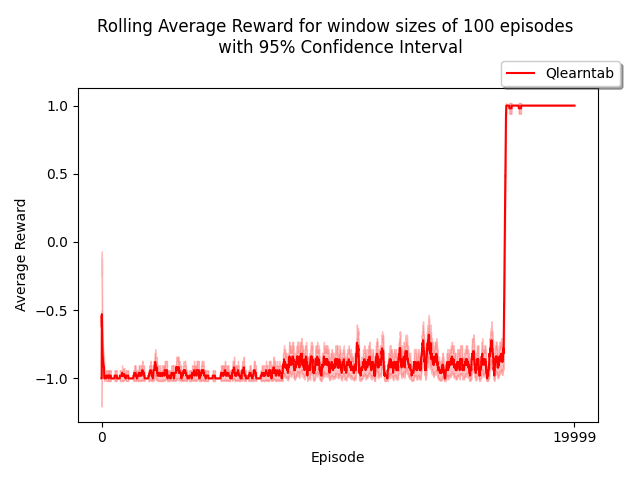 Rolling Average Reward for window sizes of 100 episodes
with 95% Confidence Interval
Qlearntab
1.0
0.5
0.0
−0.5
−1.0
Average Reward
0
19999
Episode